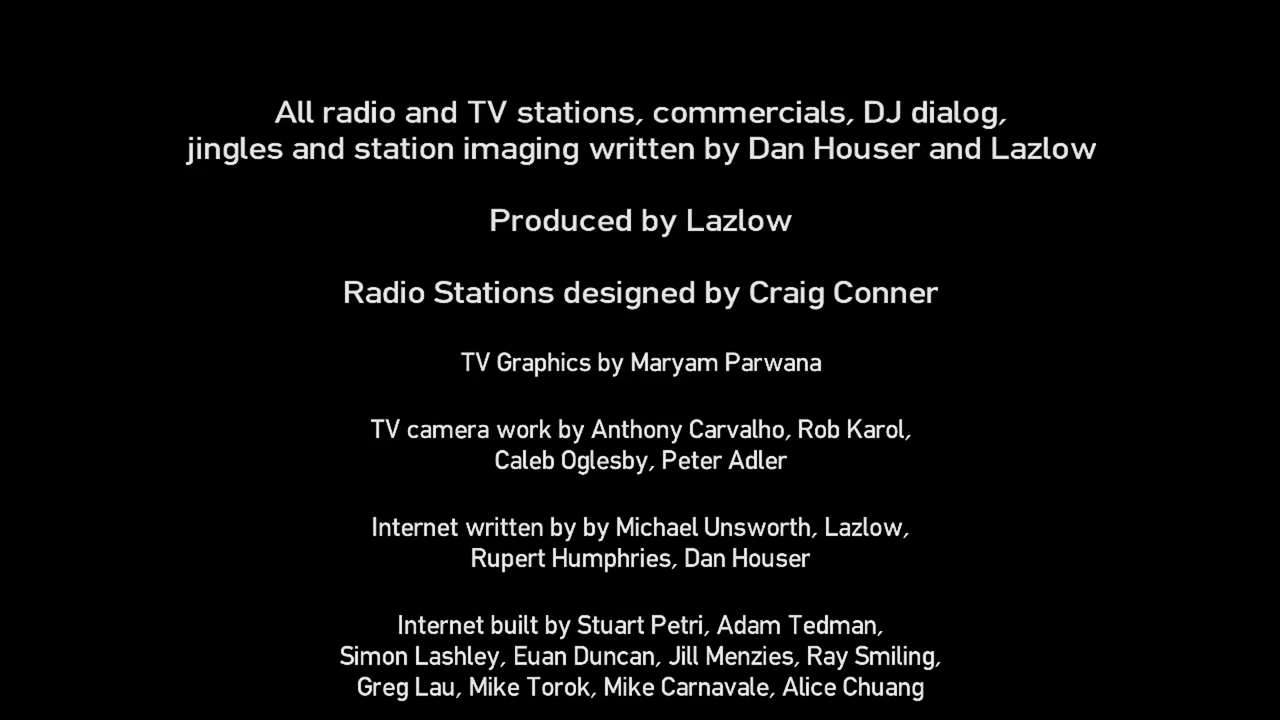 All radio and TV stations, commercials, DJ dialog,
jingles and station imaging written by Dan Houser and Lazlow
Produced by Lazlow
Radio Stations designed by Craig Conner
TV Graphics by Maryam Parwana
TV camera work by Anthony Carvalho, Rob Karol,
Caleb Oglesby, Peter Adler
Internet written by by Michael Unsworth, Lazlow,
Rupert Humphries, Dan Houser
Internet built by Stuart Petri, Adam Tedman,
Simon Lashley, Euan Duncan, Jill Menzies, Ray Smiling,
Greg Lau, Mike Torok, Mike Carnavale, Alice Chuang